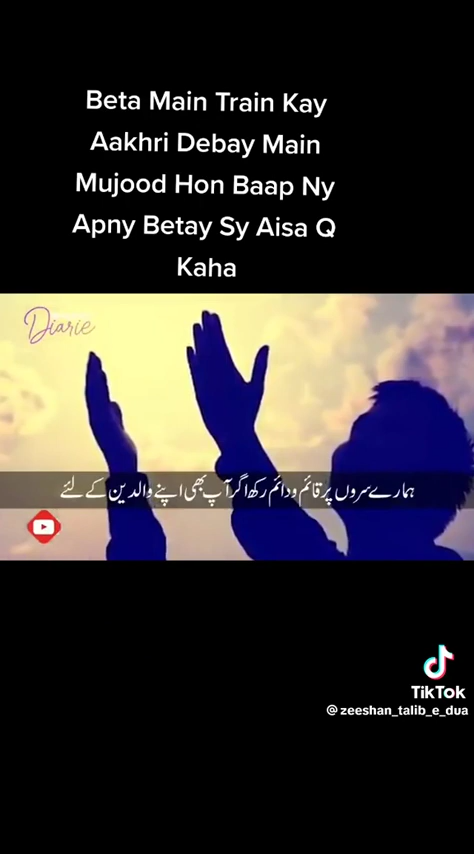 Beta Main Train Kay
Aakhri Debay Main
Mujood Hon Baap Ny
Apny Betay Sy Aisa Q
Kaha
Diarie
ہمارے سروں پر قائم و دائم رکھ اگر آپ بھی اپنے والدین کے لئے
TikTok
@zeeshan_talib_e_dua